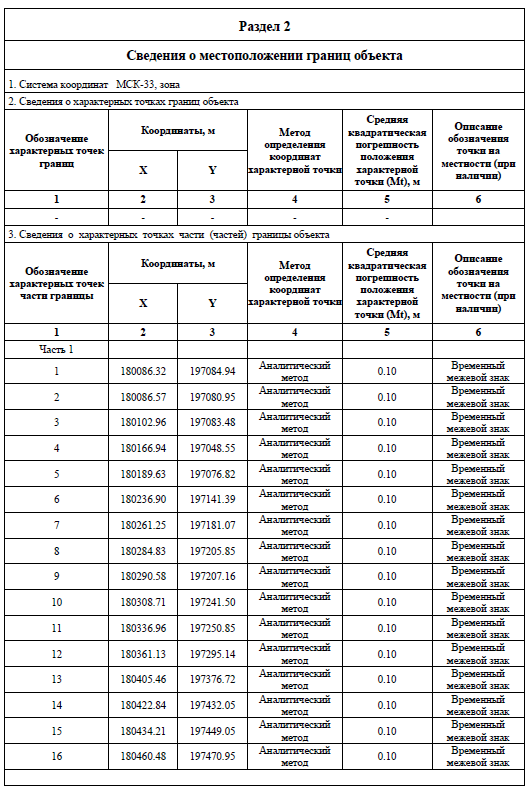 Раздел 2
Сведения о местоположении границ объекта
1. Система координат МСК-33, зона
2. Сведения о характерных точках границ объекта
Обозначение характерных точек границ
Координаты, м
Метод определения координат характерной точки
Средняя квадратическая погрешность положения характерной точки (Mt), м
Описание обозначения точки на местности (при наличии)
X Y
1 2 3 4 5 6
- - - - -
3. Сведения о характерных точках части (частей) границы объекта
Обозначение характерных точек части границы
Координаты, м
Метод определения координат характерной точки
Средняя квадратическая погрешность положения характерной точки (Mt), м
Описание обозначения точки на местности (при наличии)
X Y
1 2 3 4 5 6
Часть 1
1 180086.32 197084.94 Аналитический метод 0.10 Временный межевой знак
2 180086.57 197080.95 Аналитический метод 0.10 Временный межевой знак
3 180102.96 197083.48 Аналитический метод 0.10 Временный межевой знак
4 180166.94 197048.55 Аналитический метод 0.10 Временный межевой знак
5 180189.63 197076.82 Аналитический метод 0.10 Временный межевой знак
6 180236.90 197141.39 Аналитический метод 0.10 Временный межевой знак
7 180261.25 197181.07 Аналитический метод 0.10 Временный межевой знак
8 180284.83 197205.85 Аналитический метод 0.10 Временный межевой знак
9 180290.58 197207.16 Аналитический метод 0.10 Временный межевой знак
10 180308.71 197241.50 Аналитический метод 0.10 Временный межевой знак
11 180336.96 197250.85 Аналитический метод 0.10 Временный межевой знак
12 180361.13 197295.14 Аналитический метод 0.10 Временный межевой знак
13 180405.46 197376.72 Аналитический метод 0.10 Временный межевой знак
14 180422.84 197432.05 Аналитический метод 0.10 Временный межевой знак
15 180434.21 197449.05 Аналитический метод 0.10 Временный межевой знак
16 180460.48 197470.95 Аналитический метод 0.10 Временный межевой знак